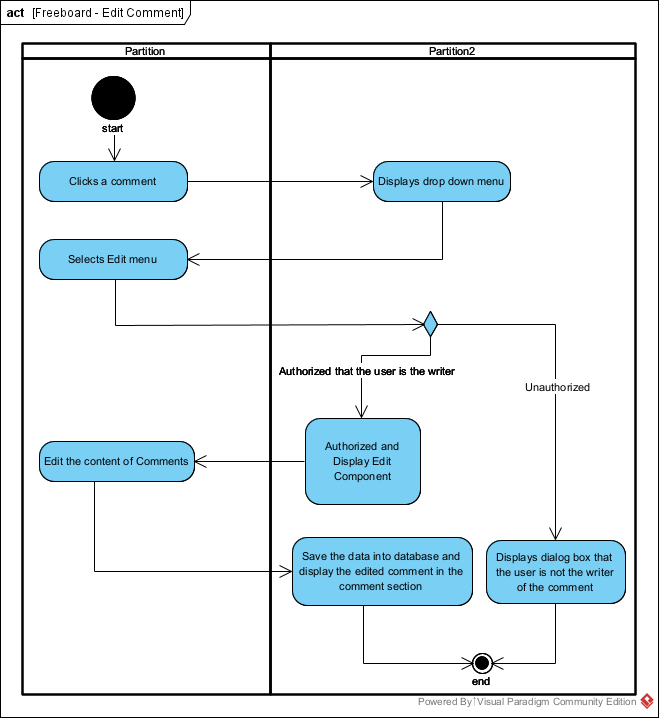 act [Freeboard - Edit Comment]
Partition
Partition2
start
Clicks a comment
Displays drop down menu
Selects Edit menu
Authorized that the user is the writer
Unauthorized
Authorized and
Display Edit
Component
Edit the content of Comments
Save the data into database and
display the edited comment in the
comment section
Displays dialog box that
the user is not the writer
of the comment
end
Powered By Visual Paradigm Community Edition